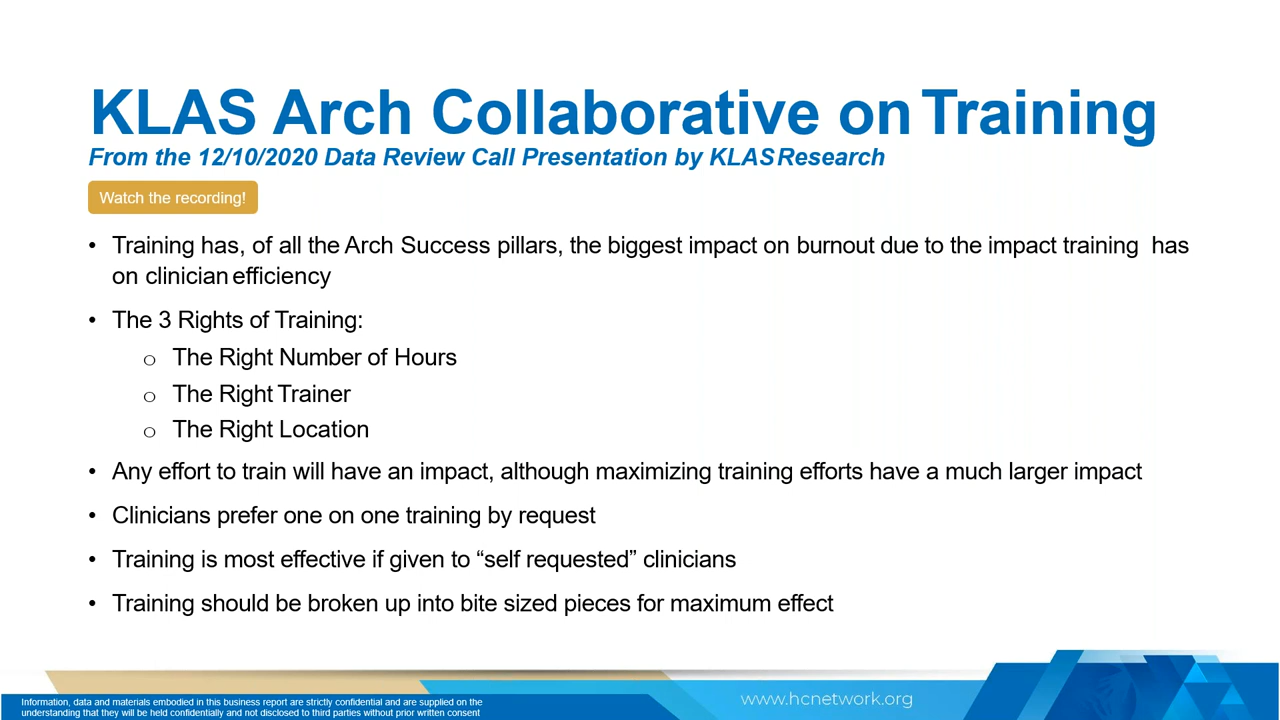 KLAS Arch Collaborative on Training
From the 12/10/2020 Data Review Call Presentation by KLAS Research
Watch the recording!
• Training has, of all the Arch Success pillars, the biggest impact on burnout due to the impact training has
on clinician efficiency
• The 3 Rights of Training:
o The Right Number of Hours
o The Right Trainer
o The Right Location
• Any effort to train will have an impact, although maximizing training efforts have a much larger impact
• Clinicians prefer one on one training by request
• Training is most effective if given to “self requested” clinicians
• Training should be broken up into bite sized pieces for maximum effect
Information, data and materials embodied in this business report are strictly confidential and are supplied on the
understanding that they will be held confidentially and not disclosed to third parties without prior written consent
www.hcnetwork.org